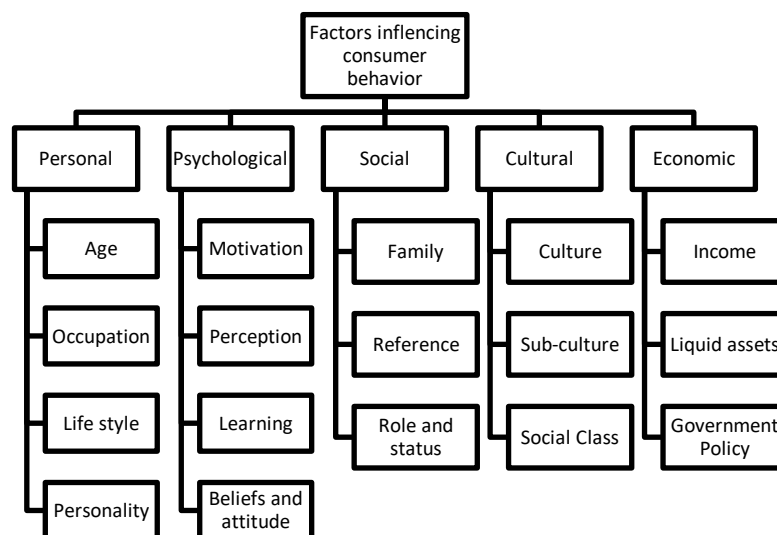 Factors inflencing
consumer
behavior
Personal
Psychological
Social
Cultural
Economic
Age
Motivation
Family
Culture
Income
Occupation
Perception
Reference
Sub-culture
Liquid assets
Life style
Learning
Role and
status
Social Class
Government
Policy
Personality
Beliefs and
attitude